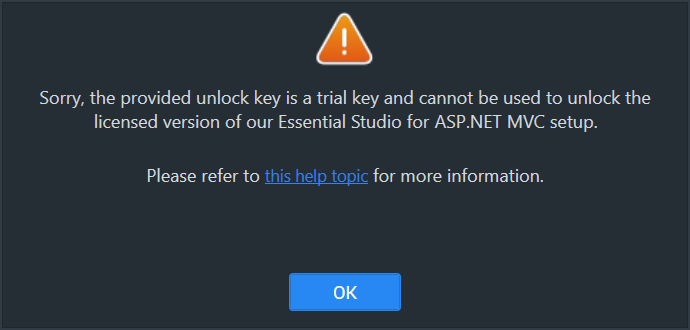 Sorry, the provided unlock key is a trial key and cannot be used to unlock the
licensed version of our Essential Studio for ASP.NET MVC setup.
Please refer to this help topic for more information.
OK